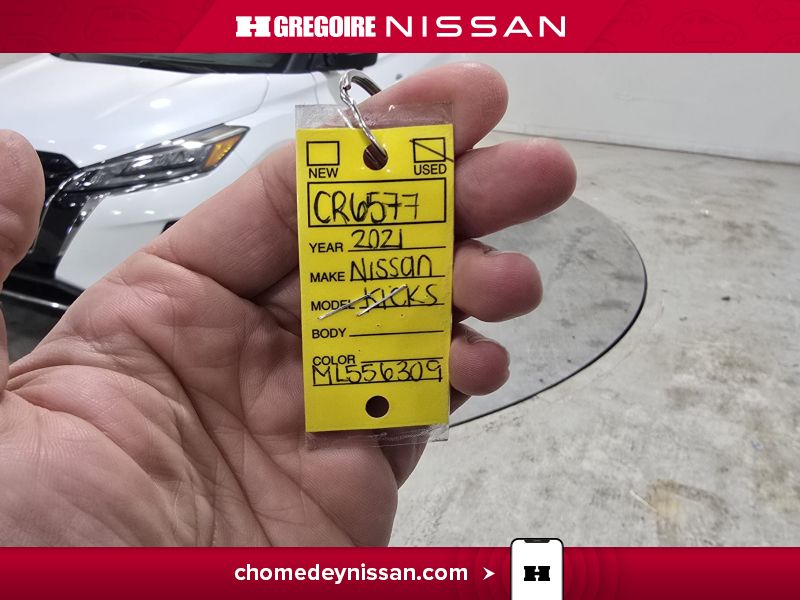 H GREGOIRE NISSAN
NEW USED
CR6577
YEAR 2021
MAKE Nissan
MODEL KICKS
BODY
COLOR
ML556309
chomedeynissan.com
H